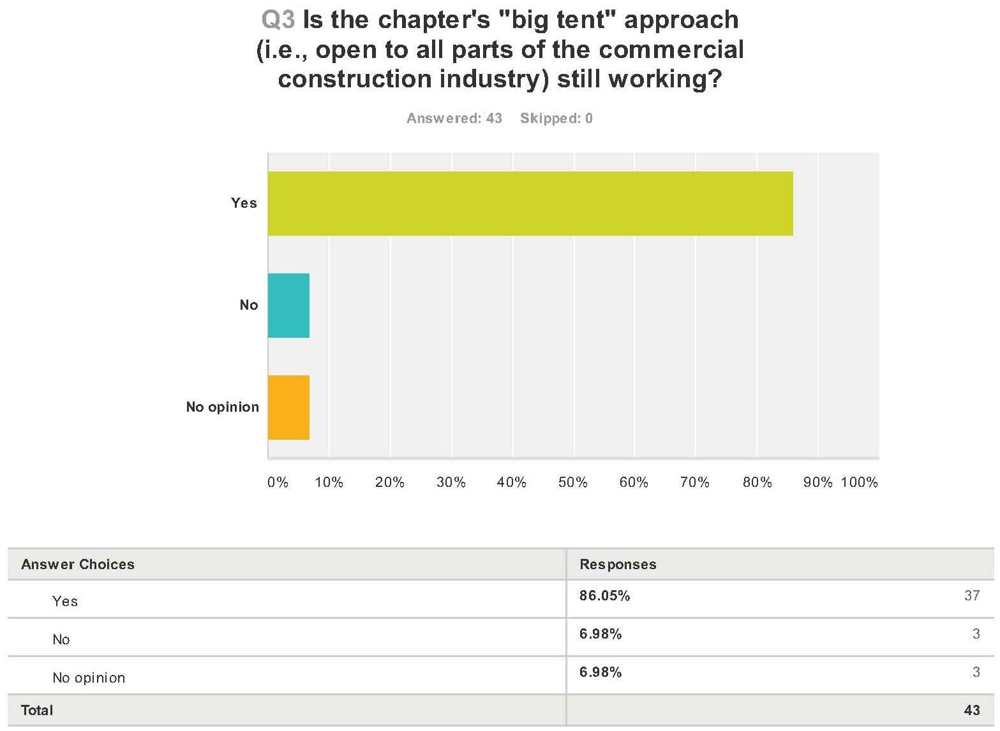 Q3 Is the chapter's "big tent" approach
(i.e., open to all parts of the commercial
construction industry) still working?
Answered: 43 Skipped: 0
Yes
No
No opinion
0% 10% 20% 30% 40% 50% 60% 70% 80% 90% 100%
Answer Choices Responses
Yes 86.05% 37
No 6.98% 3
No opinion 6.98% 3
Total 43